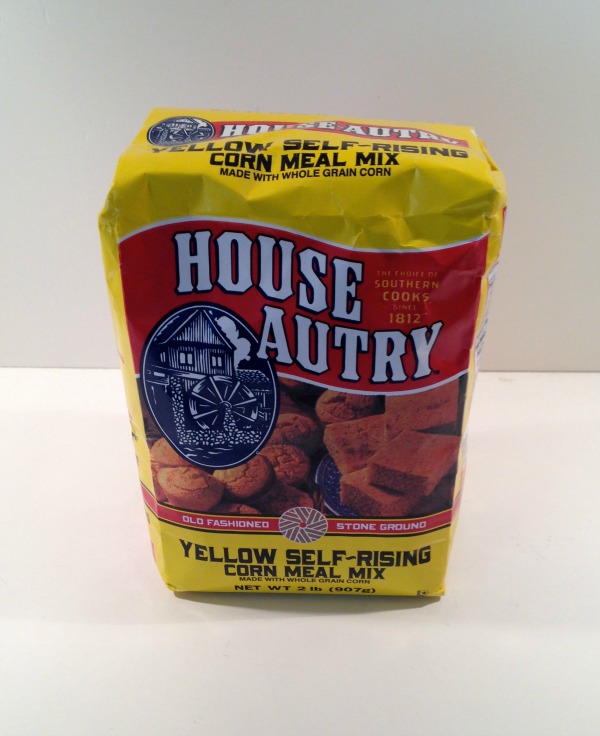 HOUSE-AUTRY
YELLOW SELF-RISING
CORN MEAL MIX
MADE WITH WHOLE GRAIN CORN
HOUSE
AUTRY
THE CHOICE OF
SOUTHERN
COOKS
SINCE
1812
OLD FASHIONED
STONE GROUND
YELLOW SELF-RISING
CORN MEAL MIX
MADE WITH WHOLE GRAIN CORN
NET WT 2 lb (907g)